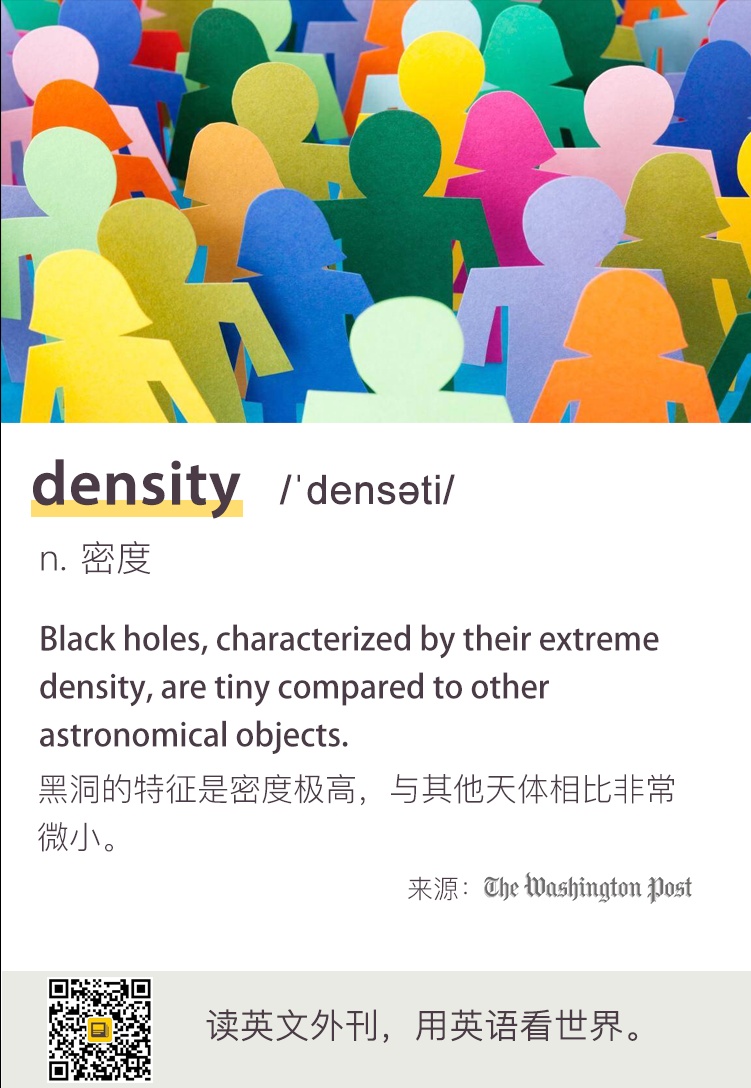 density /ˈdensəti/
n. 密度
Black holes, characterized by their extreme
density, are tiny compared to other
astronomical objects.
黑洞的特征是密度极高，与其他天体相比非常
微小。
来源：The Washington Post
读英文外刊，用英语看世界。